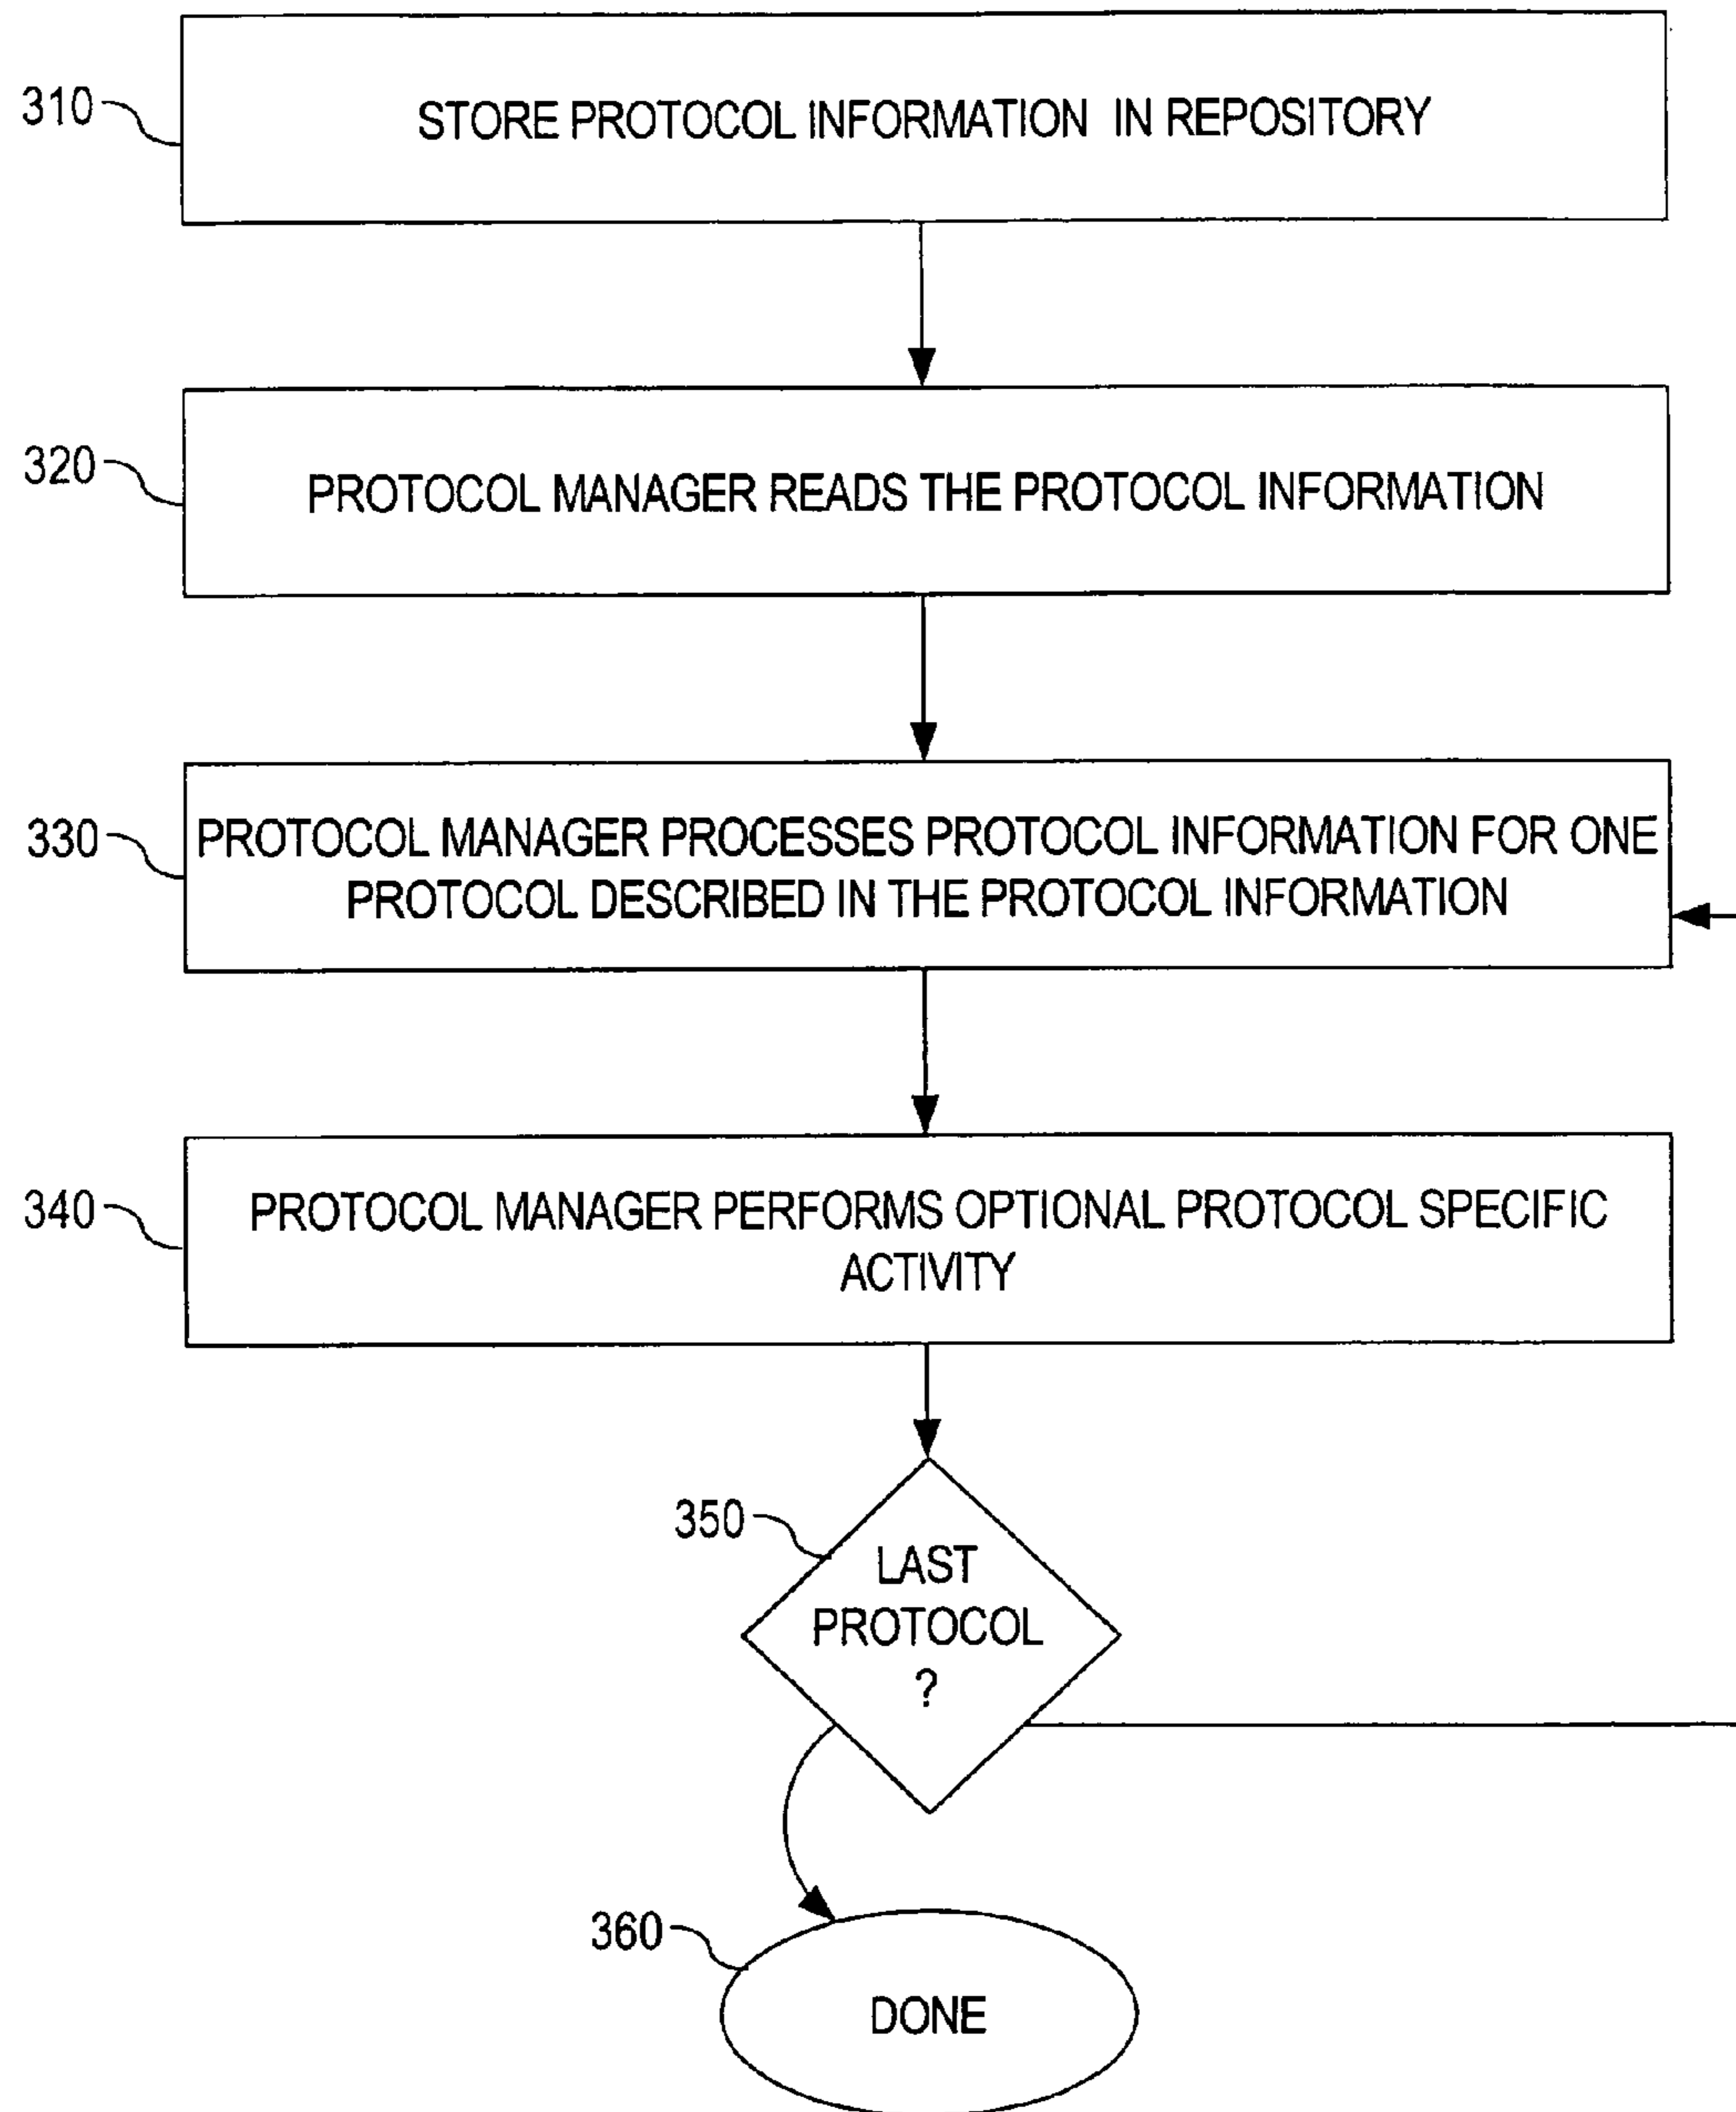 310
STORE PROTOCOL INFORMATION IN REPOSITORY
320
PROTOCOL MANAGER READS THE PROTOCOL INFORMATION
330
PROTOCOL MANAGER PROCESSES PROTOCOL INFORMATION FOR ONE
PROTOCOL DESCRIBED IN THE PROTOCOL INFORMATION
340
PROTOCOL MANAGER PERFORMS OPTIONAL PROTOCOL SPECIFIC
ACTIVITY
350
LAST
PROTOCOL
?
360
DONE